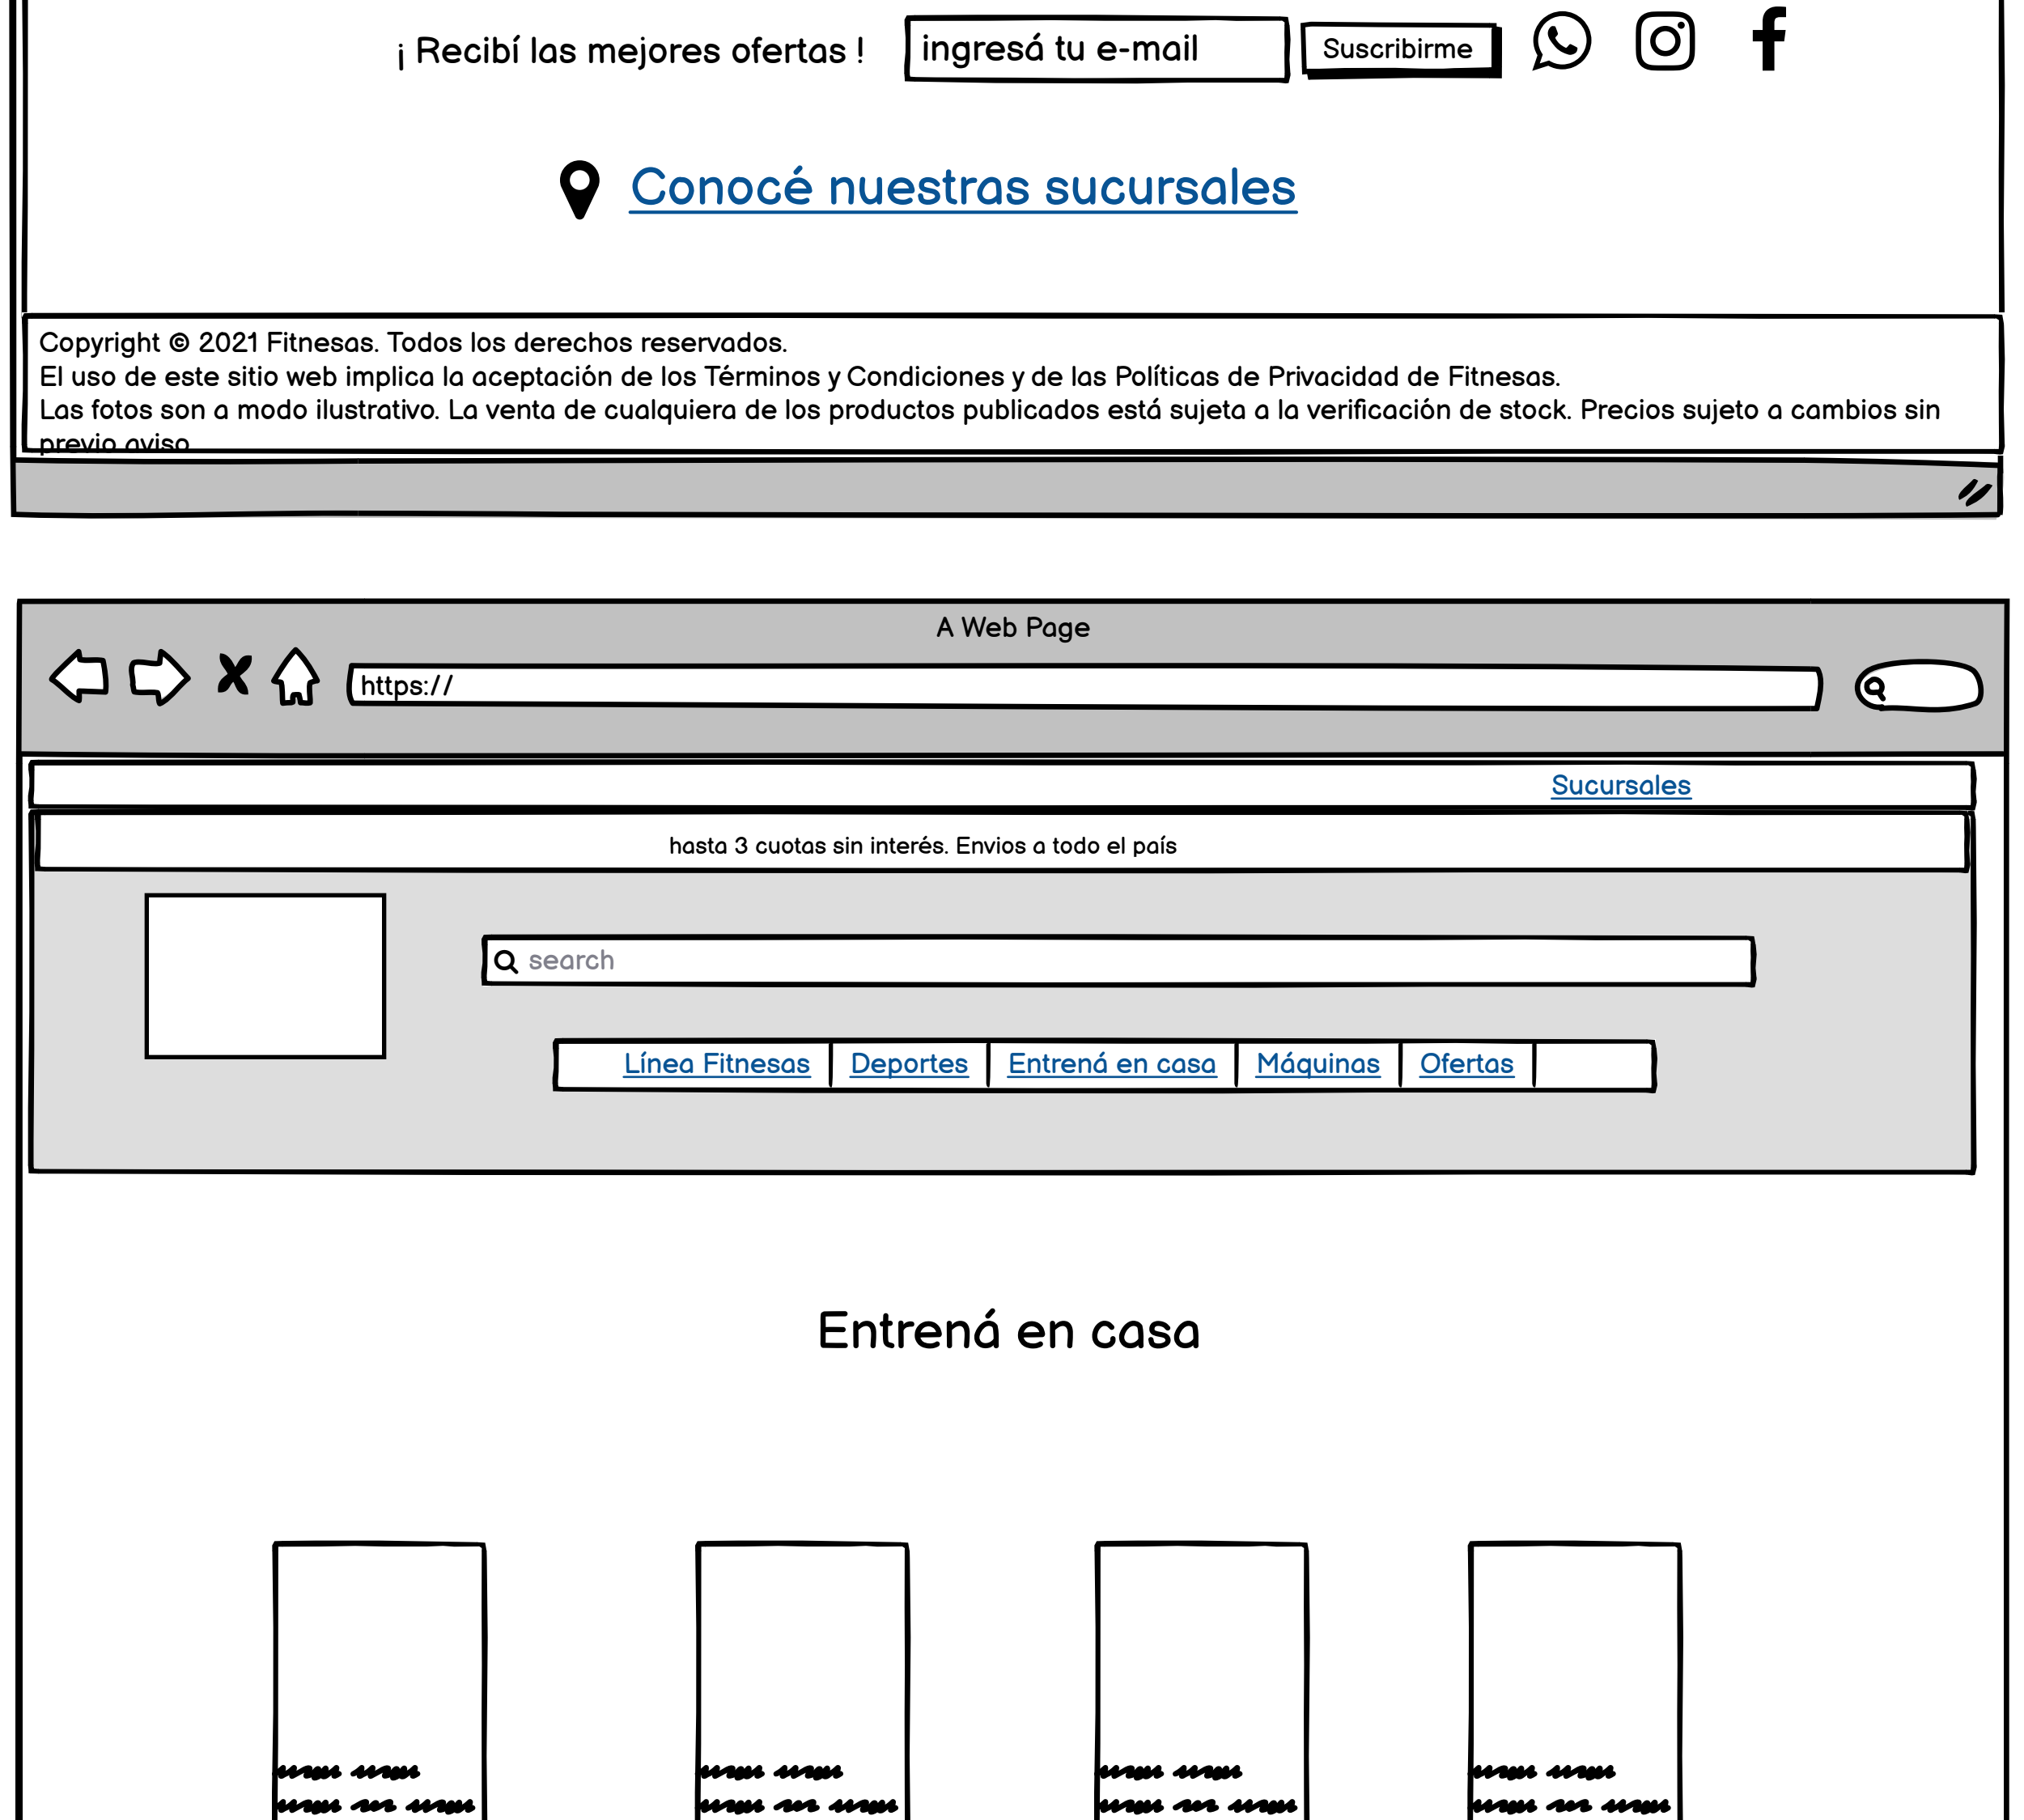 ¡ Recibí las mejores ofertas !
ingresá tu e-mail
Suscribirme
Conocé nuestras sucursales
Copyright © 2021 Fitnesas. Todos los derechos reservados.
El uso de este sitio web implica la aceptación de los Términos y Condiciones y de las Políticas de Privacidad de Fitnesas.
Las fotos son a modo ilustrativo. La venta de cualquiera de los productos publicados está sujeta a la verificación de stock. Precios sujeto a cambios sin
previo aviso
A Web Page
https://
Sucursales
hasta 3 cuotas sin interés. Envios a todo el país
search
Línea Fitnesas Deportes Entrená en casa Máquinas Ofertas
Entrená en casa